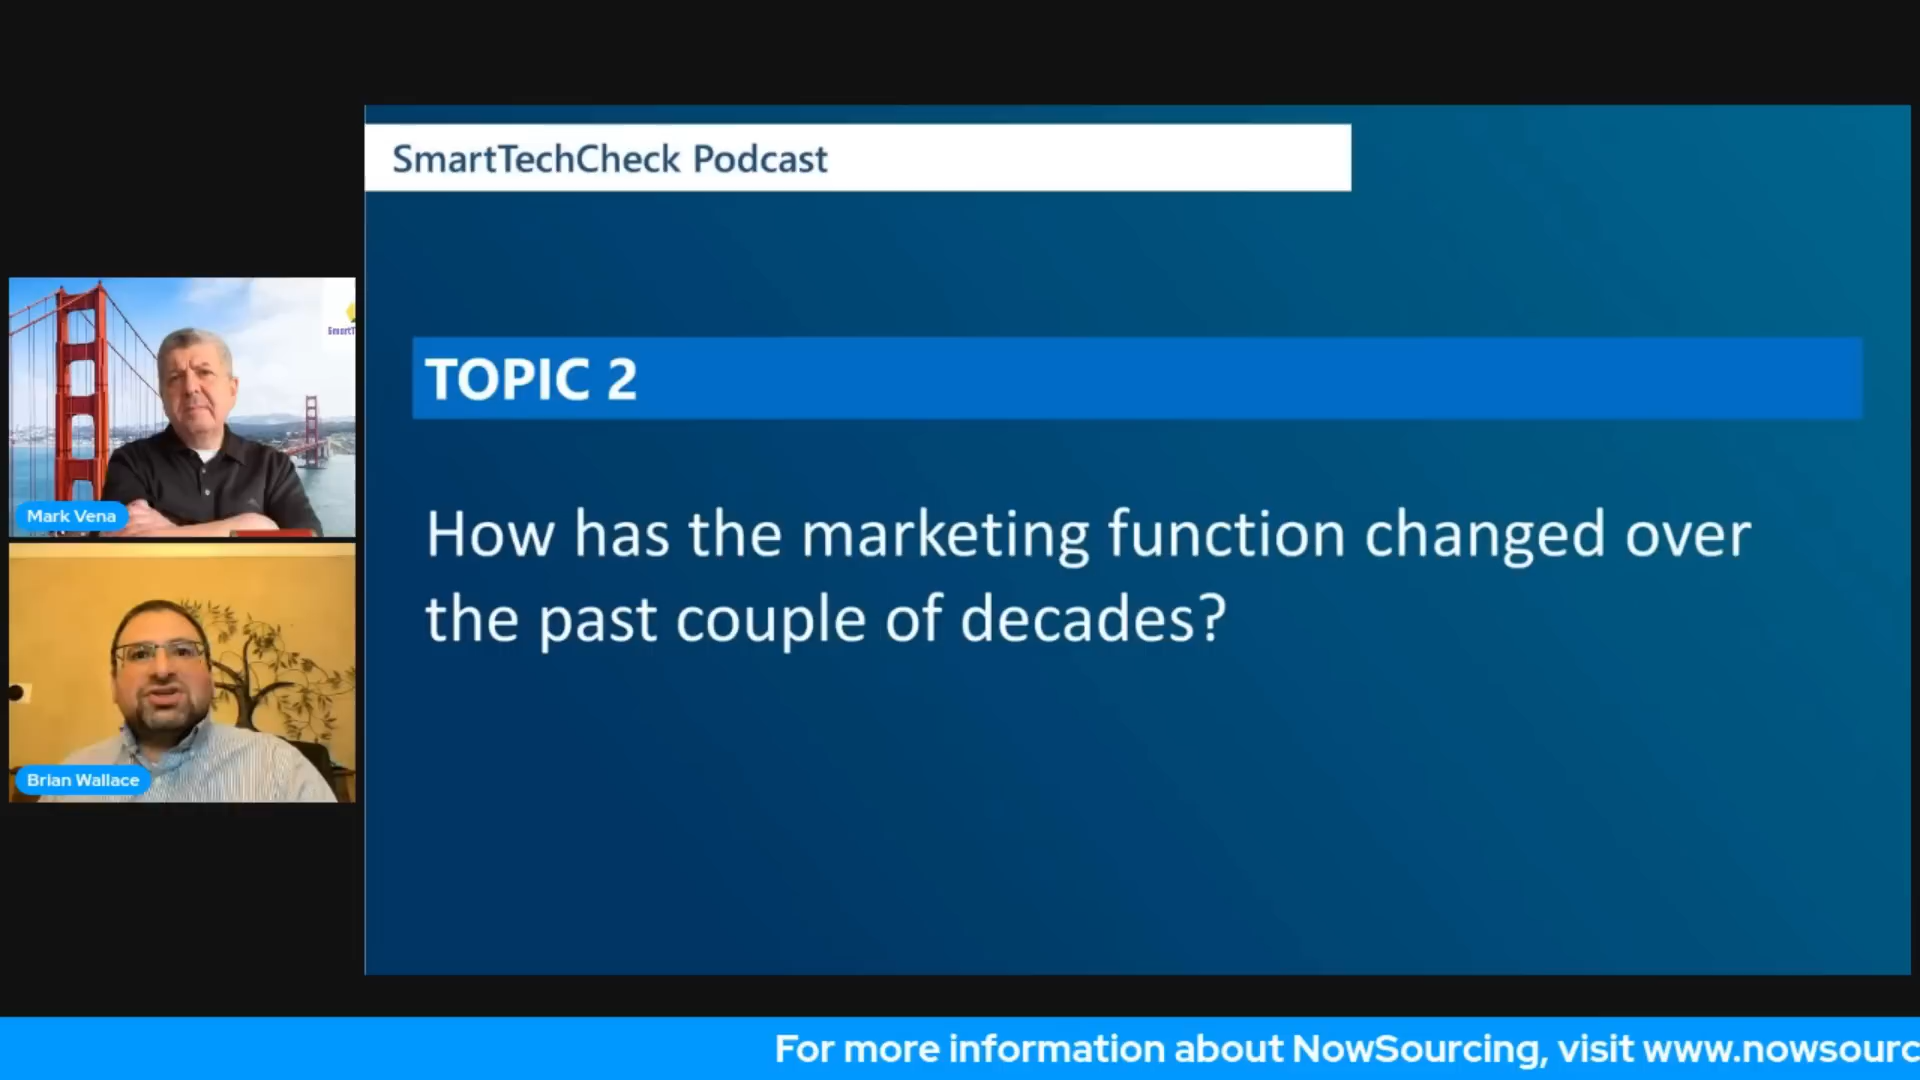 SmartTechCheck Podcast
TOPIC 2
How has the marketing function changed over
the past couple of decades?
Mark Vena
Brian Wallace
For more information about NowSourcing, visit www.nowsourc